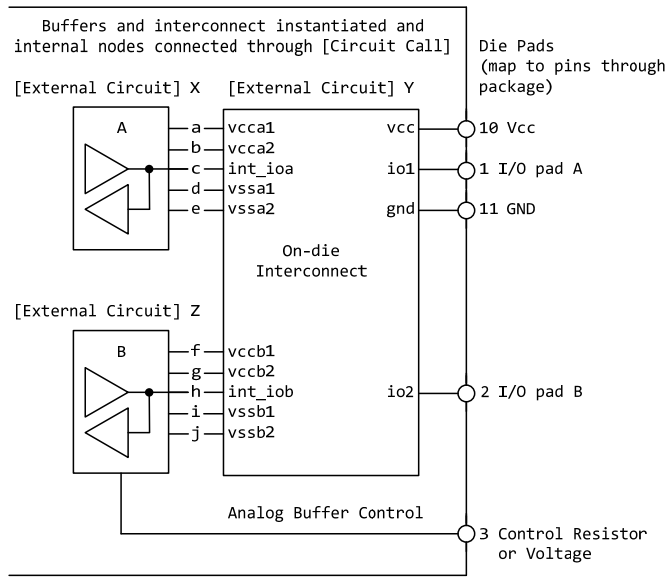 Buffers and interconnect instantiated and
internal nodes connected through [Circuit Call]
Die Pads
(map to pins through
package)
[External Circuit] X
[External Circuit] Y
A
a
b
c
d
e
vcca1
vcca2
int_ioa
vssa1
vssa2
vcc
io1
gnd
10 Vcc
1 I/O pad A
11 GND
On-die
Interconnect
[External Circuit] Z
B
f
g
h
i
j
vccb1
vccb2
int_iob
vssb1
vssb2
io2
2 I/O pad B
Analog Buffer Control
3 Control Resistor
or Voltage